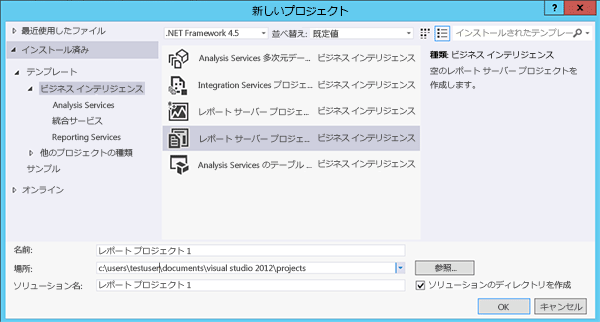 新しいプロジェクト
? ×
最近使用したファイル
.NET Framework 4.5
並べ替え: 既定値
インストールされたテンプレー
インストール済み
テンプレート
ビジネス インテリジェンス
Analysis Services
統合サービス
Reporting Services
他のプロジェクトの種類
サンプル
オンライン
Analysis Services 多次元デー... ビジネス インテリジェンス
Integration Services プロジェ... ビジネス インテリジェンス
レポート サーバー プロジェ... ビジネス インテリジェンス
レポート サーバー プロジェ... ビジネス インテリジェンス
Analysis Services のテーブル ... ビジネス インテリジェンス
種類: ビジネス インテリジェンス
空のレポート サーバー プロジェクトを
作成します。
名前: レポート プロジェクト 1
場所: c:\users\testuser\documents\visual studio 2012\projects
参照...
ソリューション名: レポート プロジェクト 1
ソリューションのディレクトリを作成
OK
キャンセル